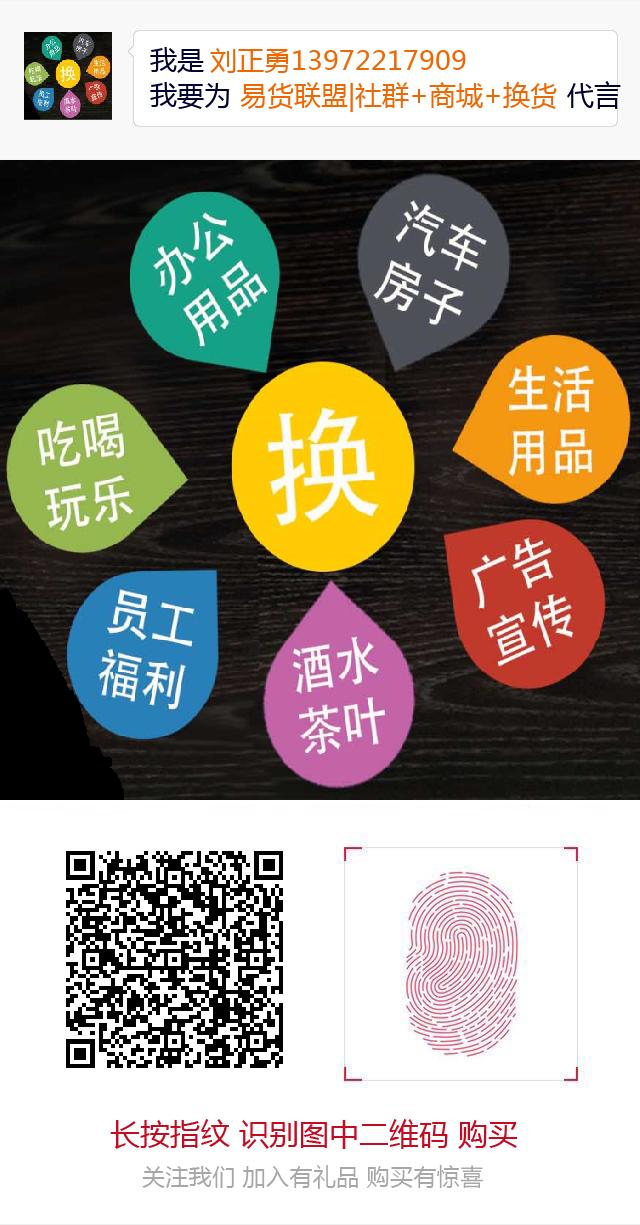 我是 刘正勇13972217909
我要为 易货联盟|社群+商城+换货 代言
办公
用品
汽车
房子
生活
用品
吃喝
玩乐
换
广告
宣传
员工
福利
酒水
茶叶
长按指纹 识别图中二维码 购买
关注我们 加入有礼品 购买有惊喜